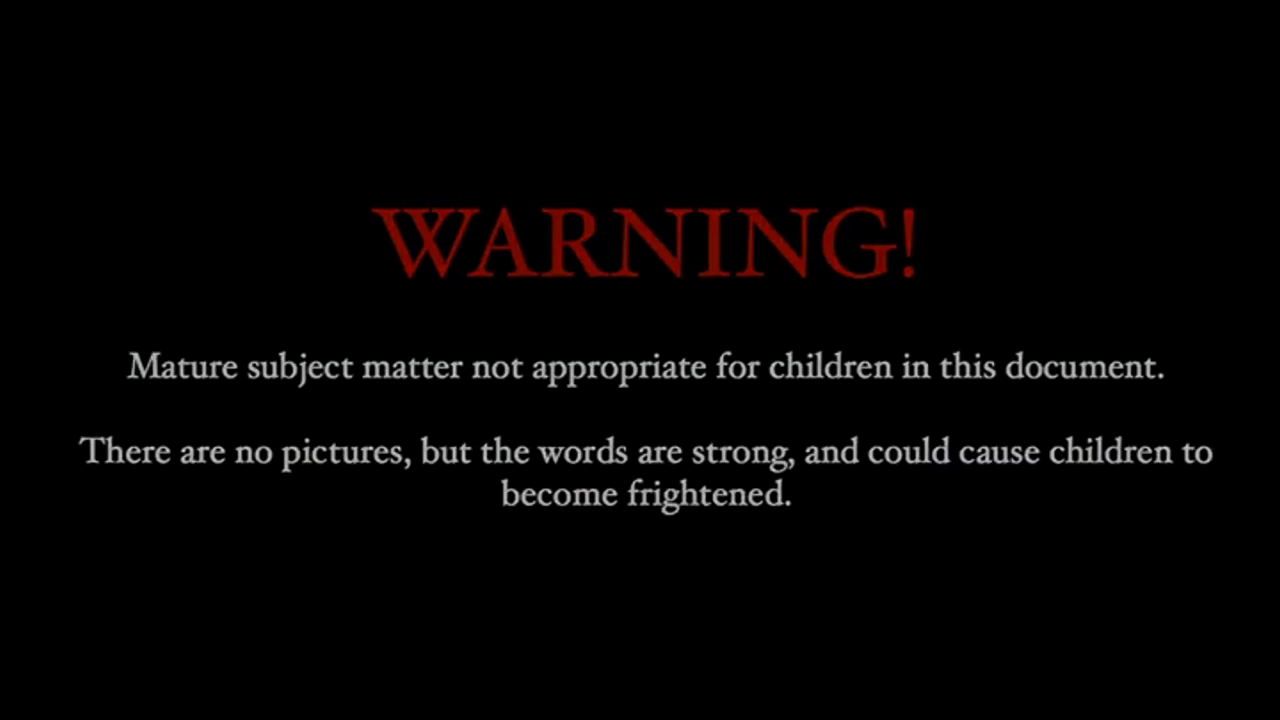 WARNING!
Mature subject matter not appropriate for children in this document.
There are no pictures, but the words are strong, and could cause children to
become frightened.